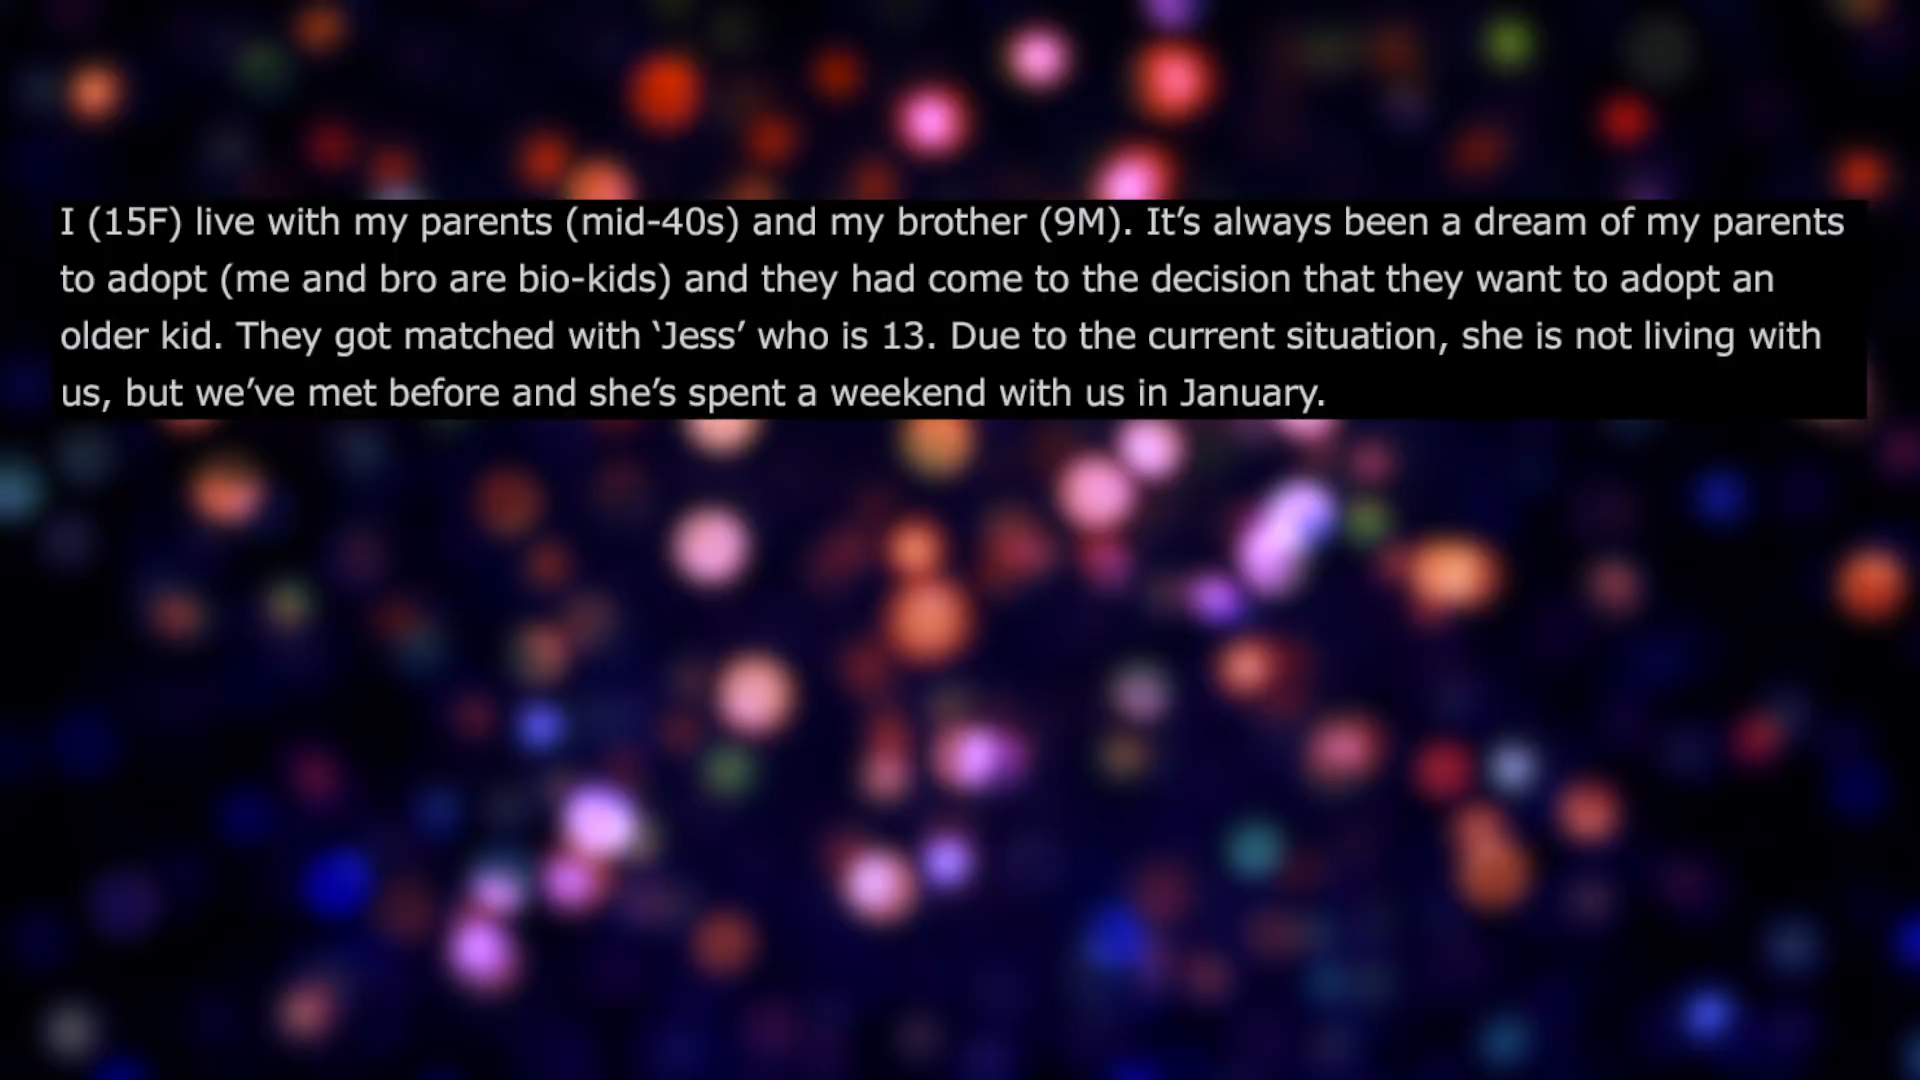 I (15F) live with my parents (mid-40s) and my brother (9M). It’s always been a dream of my parents
to adopt (me and bro are bio-kids) and they had come to the decision that they want to adopt an
older kid. They got matched with ‘Jess’ who is 13. Due to the current situation, she is not living with
us, but we’ve met before and she’s spent a weekend with us in January.